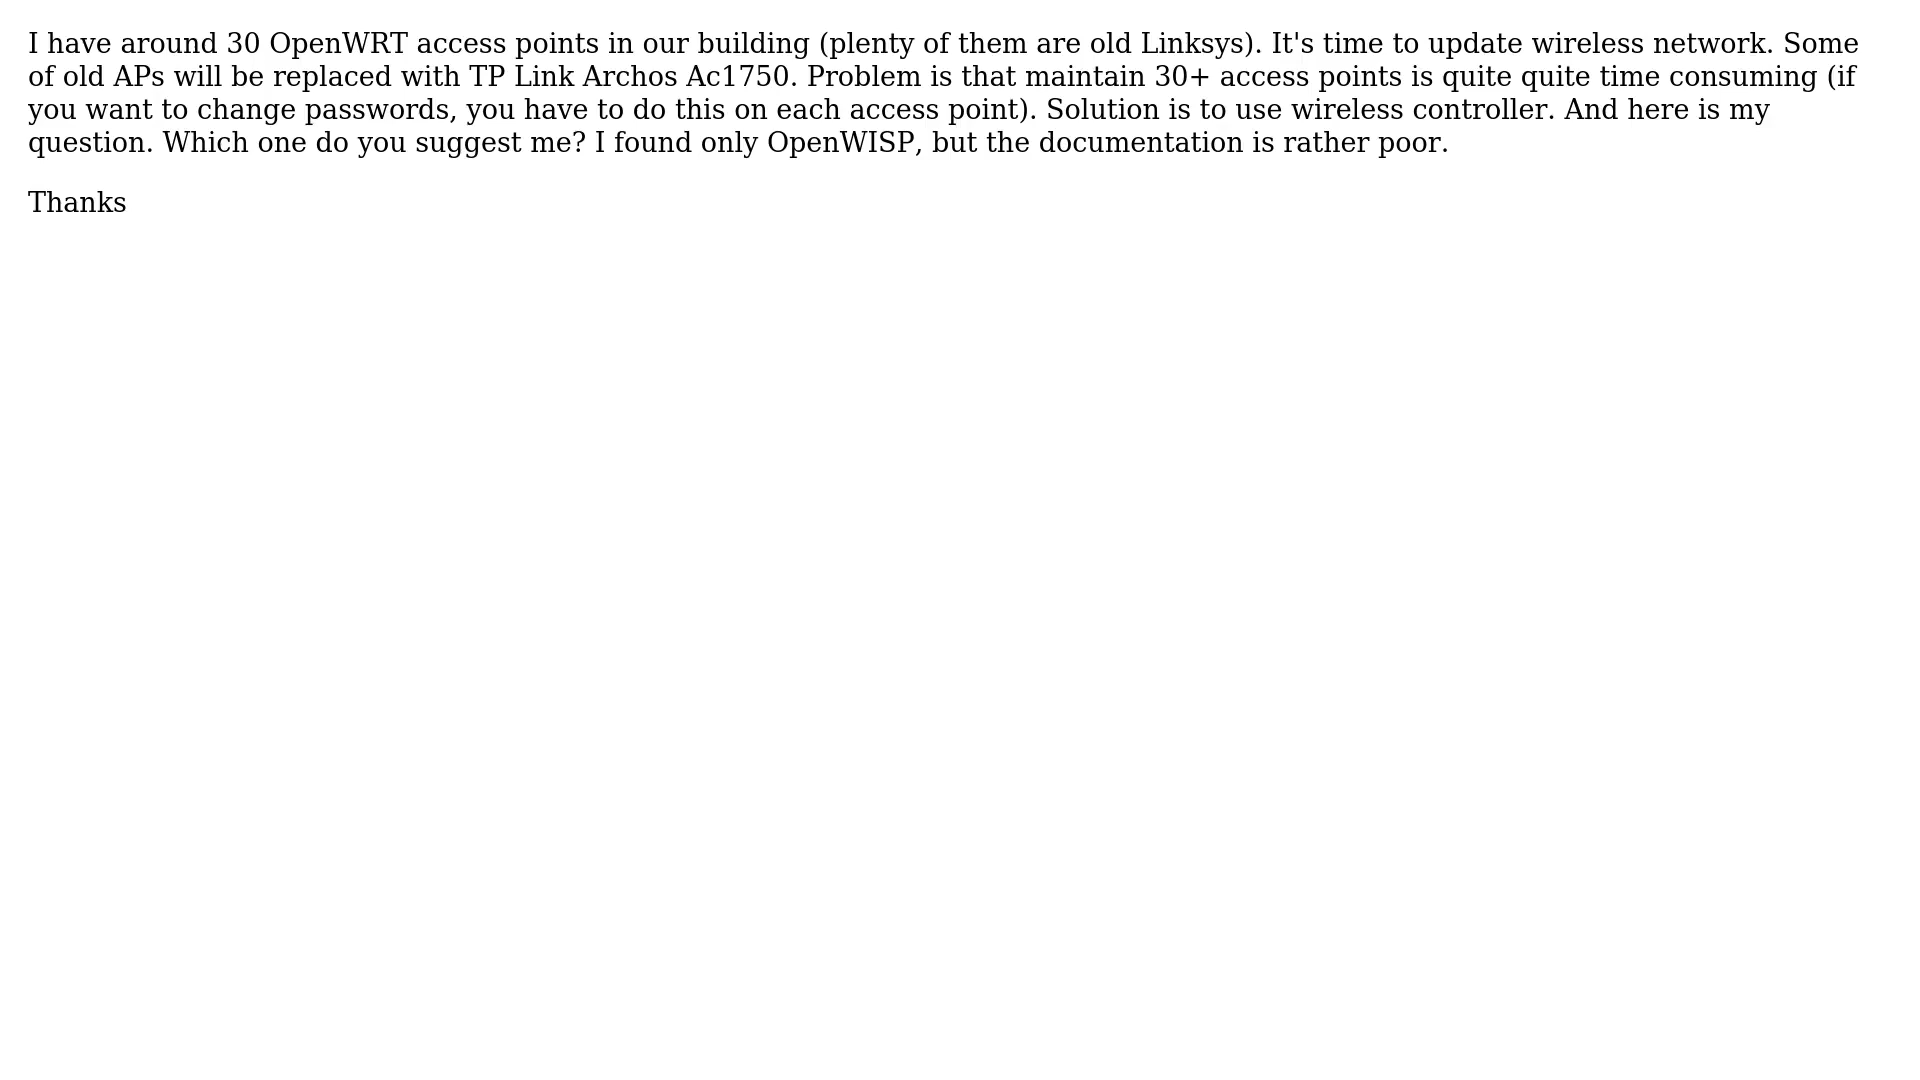 I have around 30 OpenWRT access points in our building (plenty of them are old Linksys). It's time to update wireless network. Some
of old APs will be replaced with TP Link Archos Ac1750. Problem is that maintain 30+ access points is quite quite time consuming (if
you want to change passwords, you have to do this on each access point). Solution is to use wireless controller. And here is my
question. Which one do you suggest me? I found only OpenWISP, but the documentation is rather poor.
Thanks